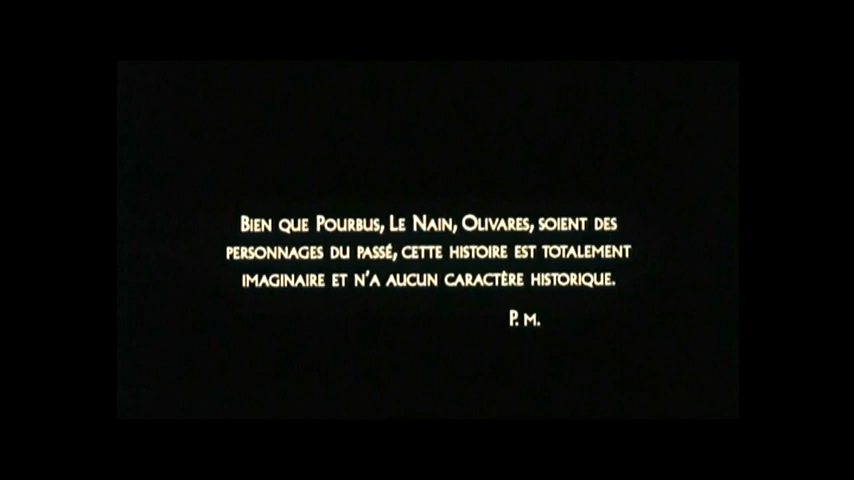 BIEN QUE POURBUS, LE NAIN, OLIVARES, SOIENT DES
PERSONNAGES DU PASSÉ, CETTE HISTOIRE EST TOTALEMENT
IMAGINAIRE ET N'A AUCUN CARACTÈRE HISTORIQUE.
P. M.